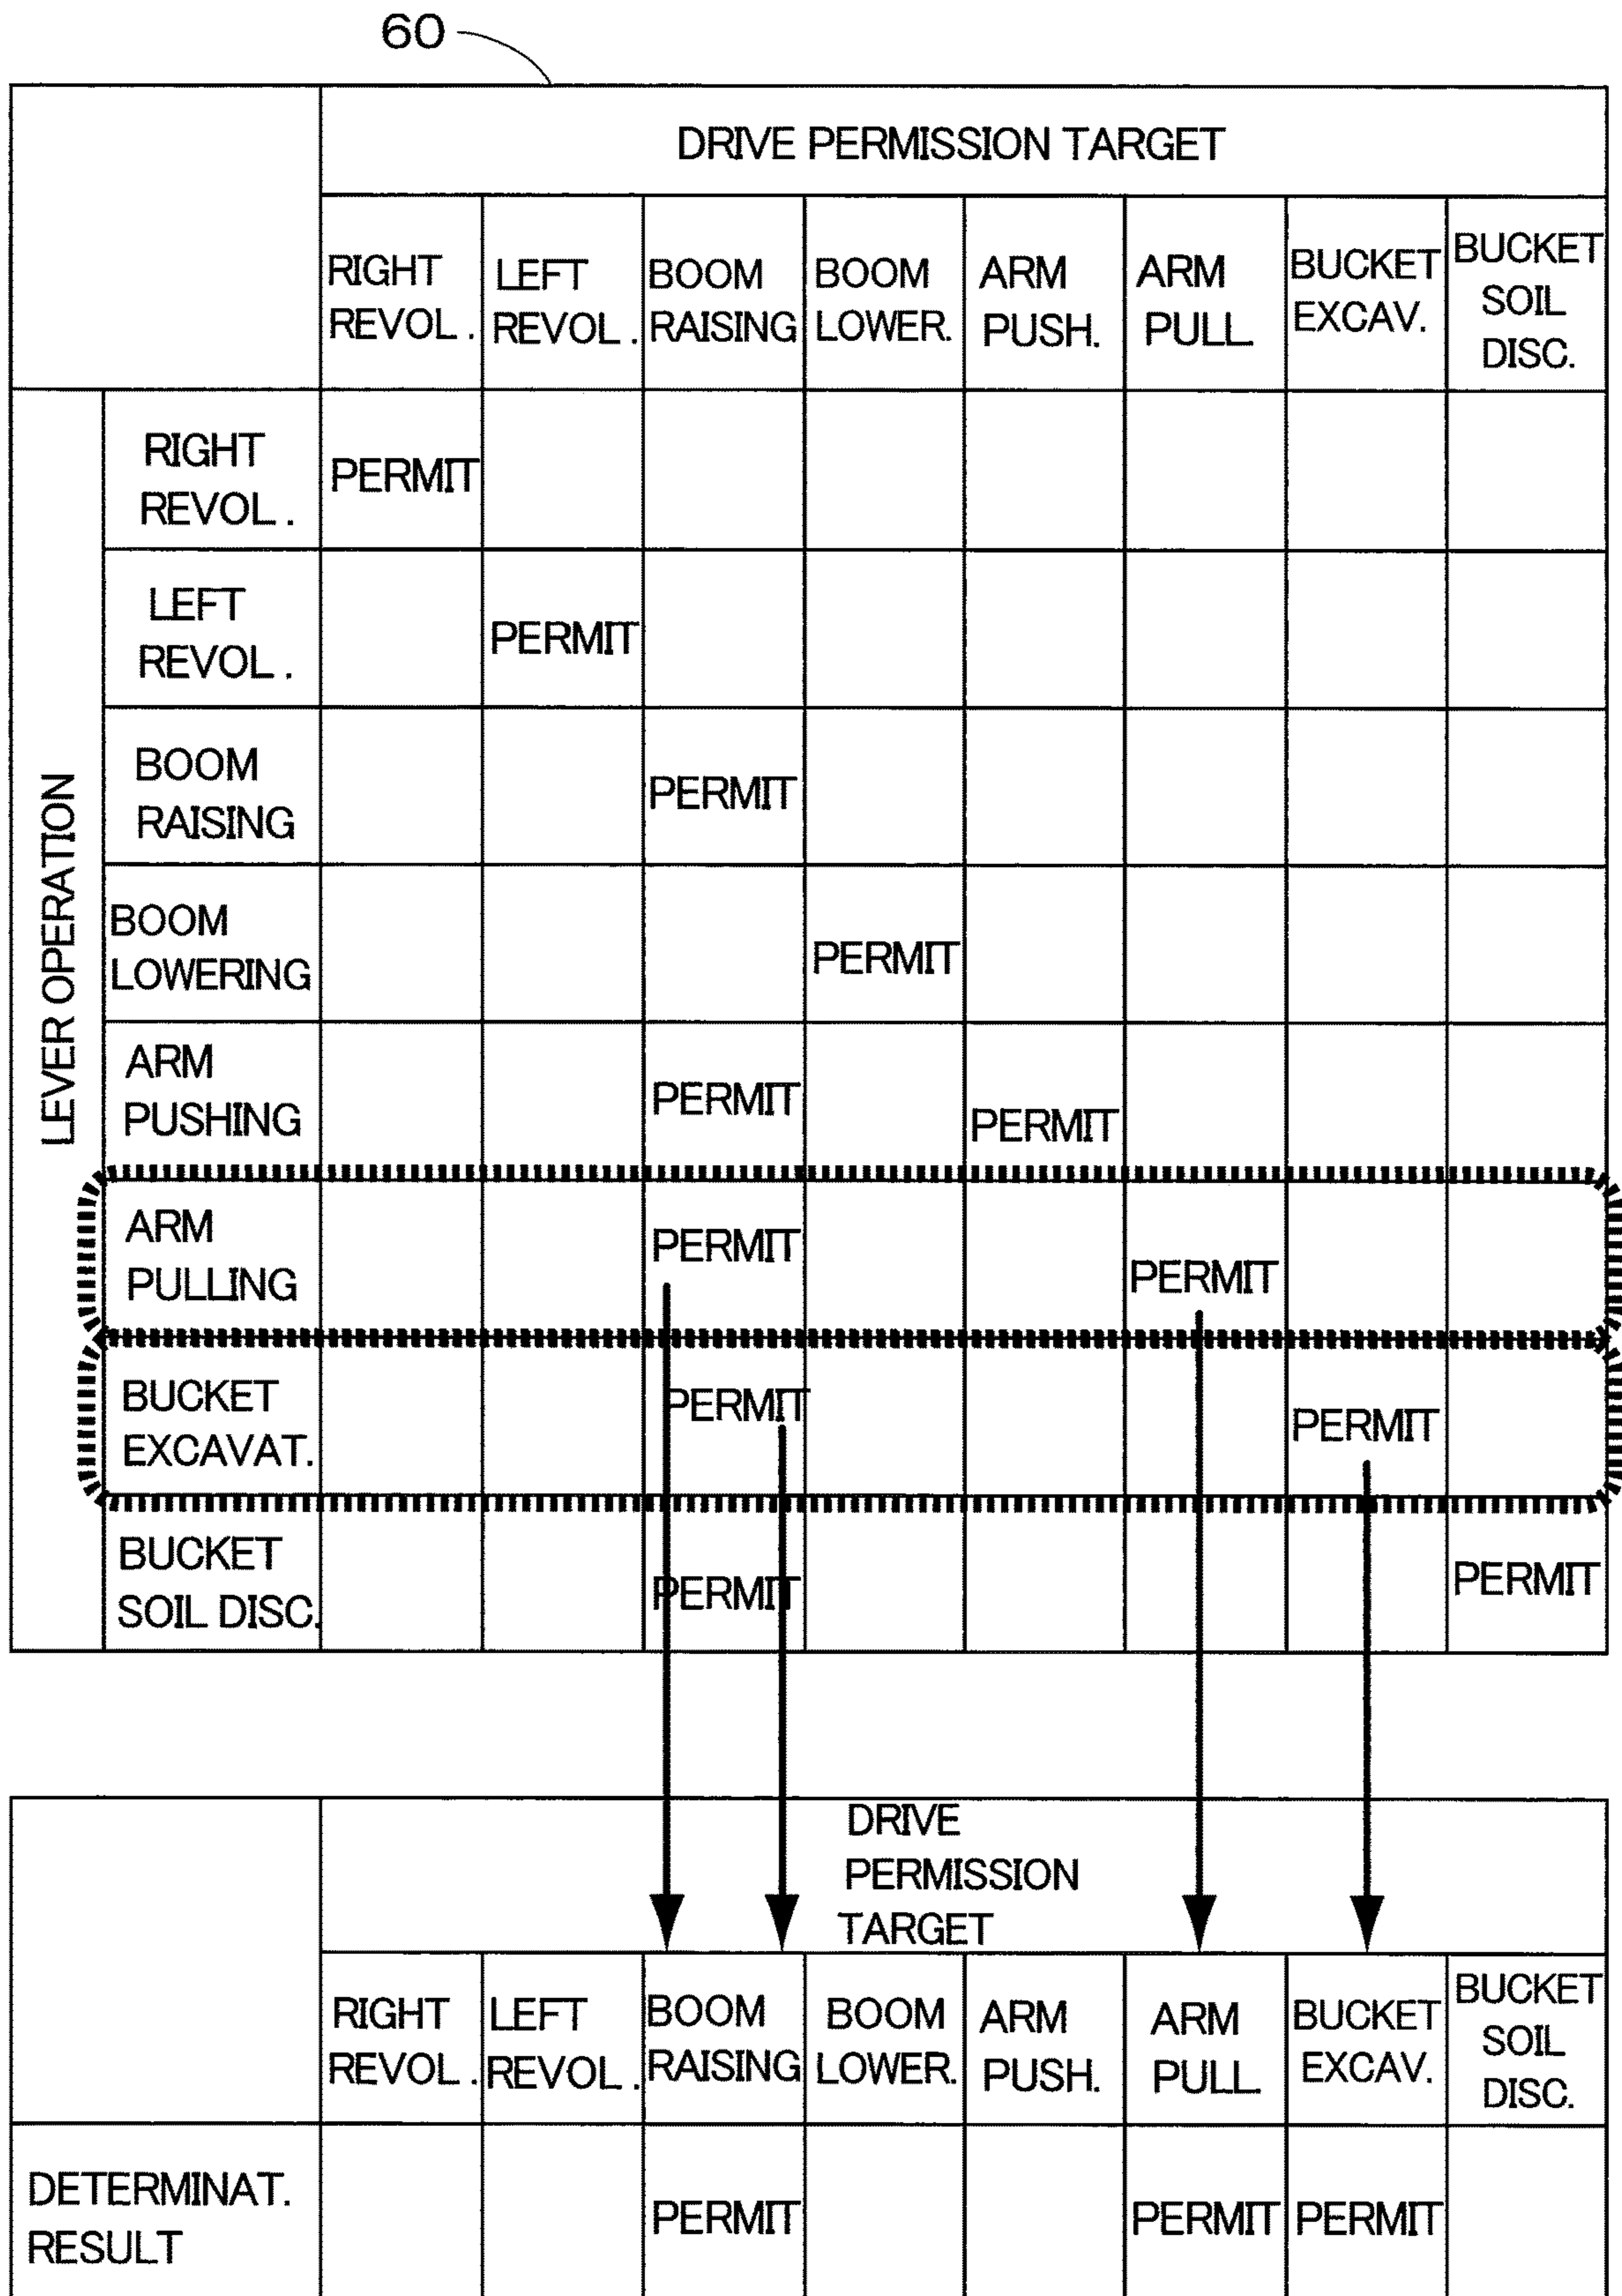 60
DRIVE PERMISSION TARGET
RIGHT
REVOL.
LEFT
REVOL.
BOOM
RAISING
BOOM
LOWER.
ARM
PUSH.
ARM
PULL.
BUCKET
EXCAV.
BUCKET
SOIL
DISC.
LEVER OPERATION
RIGHT
REVOL.
PERMIT
LEFT
REVOL.
PERMIT
BOOM
RAISING
PERMIT
BOOM
LOWERING
PERMIT
ARM
PUSHING
PERMIT
PERMIT
ARM
PULLING
PERMIT
PERMIT
BUCKET
EXCAVAT.
PERMIT
PERMIT
BUCKET
SOIL DISC.
PERMIT
PERMIT
DRIVE
PERMISSION
TARGET
RIGHT
REVOL.
LEFT
REVOL.
BOOM
RAISING
BOOM
LOWER.
ARM
PUSH.
ARM
PULL.
BUCKET
EXCAV.
BUCKET
SOIL
DISC.
DETERMINAT.
RESULT
PERMIT
PERMIT
PERMIT